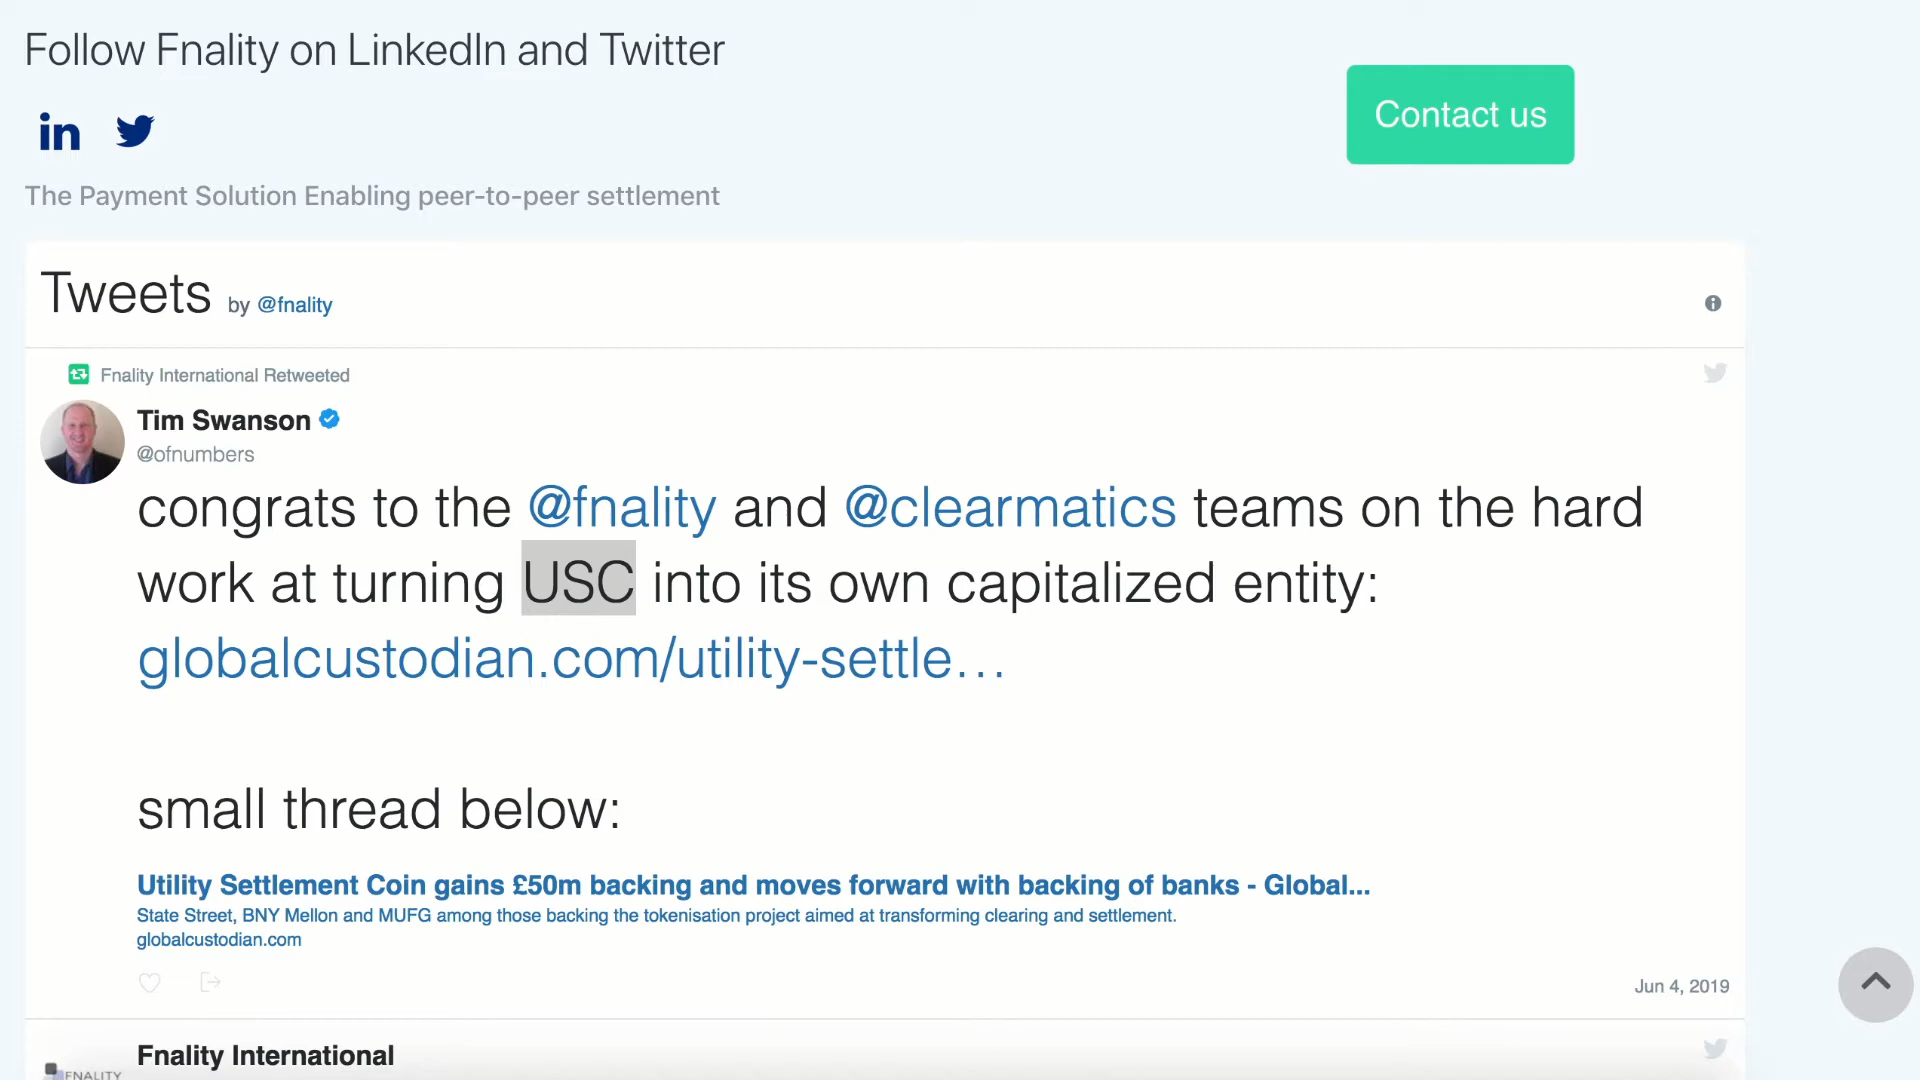 Follow Fnality on LinkedIn and Twitter
Contact us
in
The Payment Solution Enabling peer-to-peer settlement
Tweets by @fnality
Fnality International Retweeted
Tim Swanson
@ofnumbers
congrats to the @fnality and @clearmatics teams on the hard
work at turning USC into its own capitalized entity:
globalcustodian.com/utility-settle…
small thread below:
Utility Settlement Coin gains £50m backing and moves forward with backing of banks - Global...
State Street, BNY Mellon and MUFG among those backing the tokenisation project aimed at transforming clearing and settlement.
globalcustodian.com
Jun 4, 2019
Fnality International
FNALITY